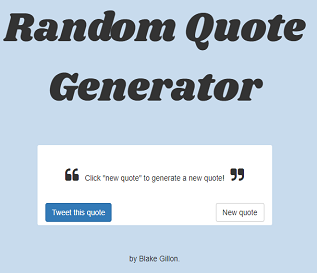 Random Quote
Generator
❝ Click "new quote" to generate a new quote! ❞
Tweet this quote New quote
by Blake Gillon.